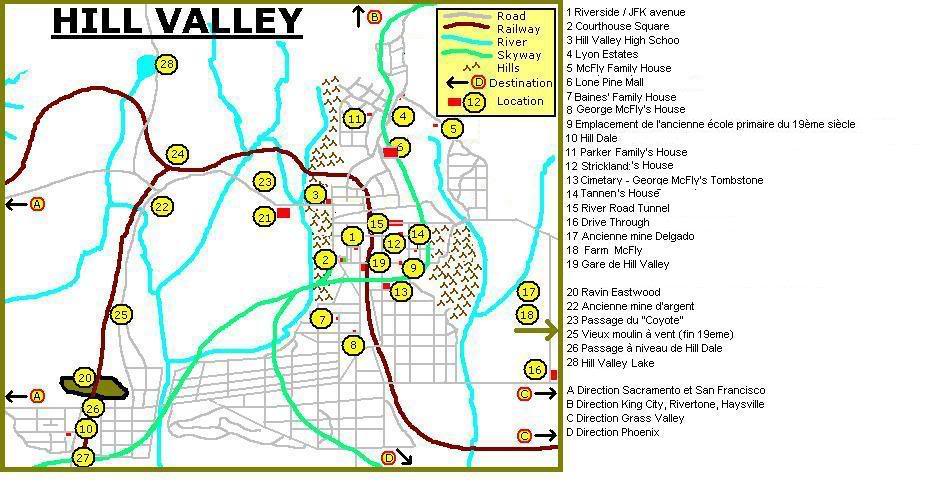 HILL VALLEY
B
Road
Railway
River
Skyway
Hills
D Destination
12 Location
28
11
4
5
6
24
23
3
22
21
A
15
14
1
12
2
19
9
13
17
18
25
7
8
16
20
A
26
C
10
27
C
D
1 Riverside / JFK avenue
2 Courthouse Square
3 Hill Valley High Schoo
4 Lyon Estates
5 McFly Family House
6 Lone Pine Mall
7 Baines' Family House
8 George McFly's House
9 Emplacement de l'ancienne école primaire du 19ème siècle
10 Hill Dale
11 Parker Family's House
12 Strickland:'s House
13 Cimetary - George McFly's Tombstone
14 Tannen's House
15 River Road Tunnel
16 Drive Through
17 Ancienne mine Delgado
18 Farm McFly
19 Gare de Hill Valley
20 Ravin Eastwood
22 Ancienne mine d'argent
23 Passage du "Coyote"
25 Vieux moulin à vent (fin 19eme)
26 Passage à niveau de Hill Dale
28 Hill Valley Lake
A Direction Sacramento et San Francisco
B Direction King City, Rivertone, Haysville
C Direction Grass Valley
D Direction Phoenix